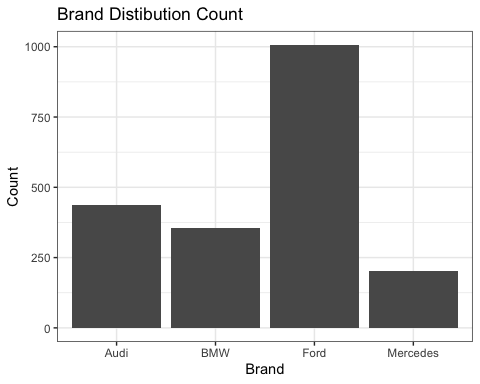 Brand Distibution Count
Count
1000
750
500
250
0
Audi BMW Ford Mercedes
Brand